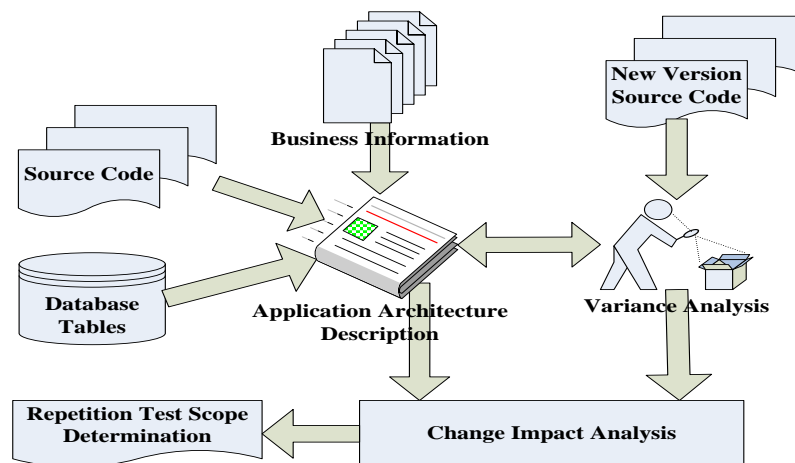 New Version
Source Code
Business Information
Source Code
Database
Tables
Application Architecture
Description
Variance Analysis
Repetition Test Scope
Determination
Change Impact Analysis